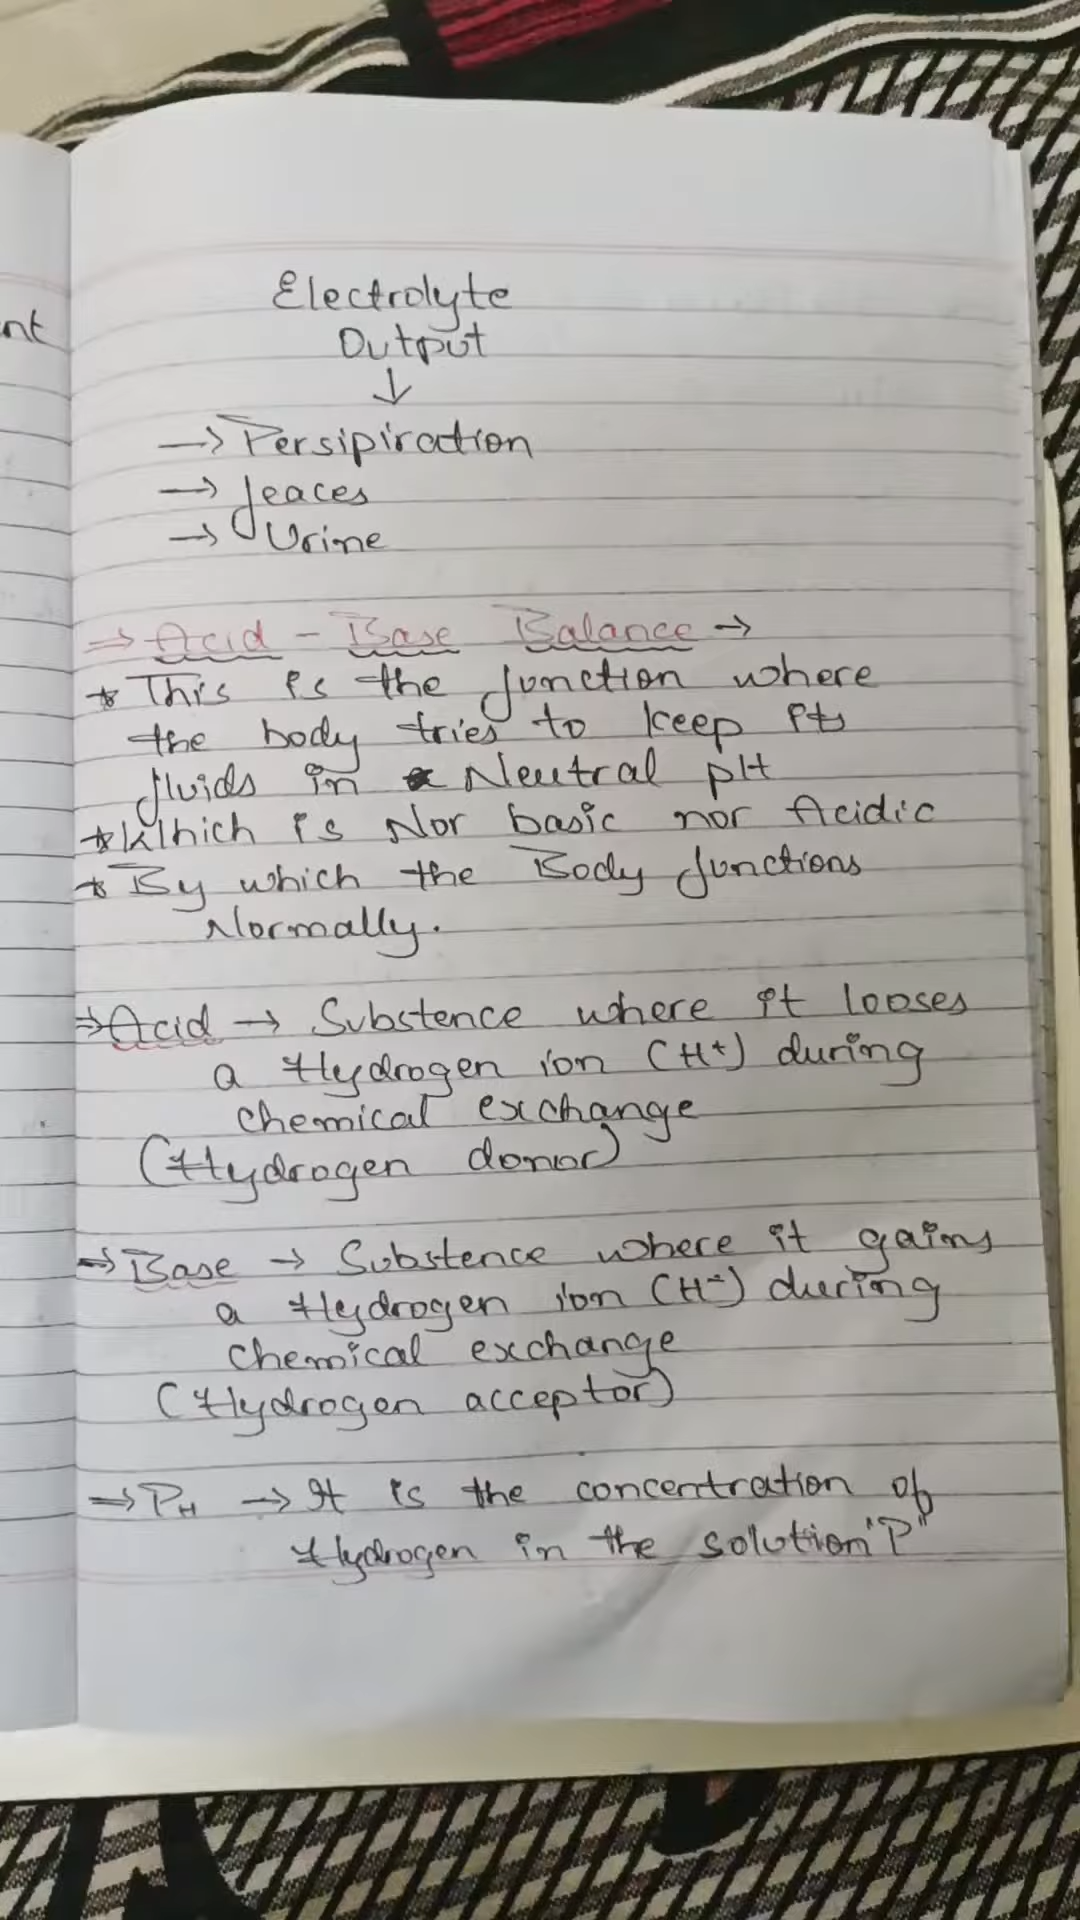 nt
Electrolyte
Output
↓
→ Persipiration
→ feaces
→ Urine
⇒ Acid - Base Balance →
* This is the function where
the body tries to keep its
fluids in Neutral pH
* Which is Nor basic nor Acidic
* By which the Body functions
Normally.
⇒ Acid → Substence where it looses
a Hydrogen ion (H+) during
chemical exchange
(Hydrogen donor)
⇒ Base → Substence where it gains
a Hydrogen ion (H-) during
chemical exchange
(Hydrogen acceptor)
⇒ PH → It is the concentration of
Hydrogen in the solution "P"